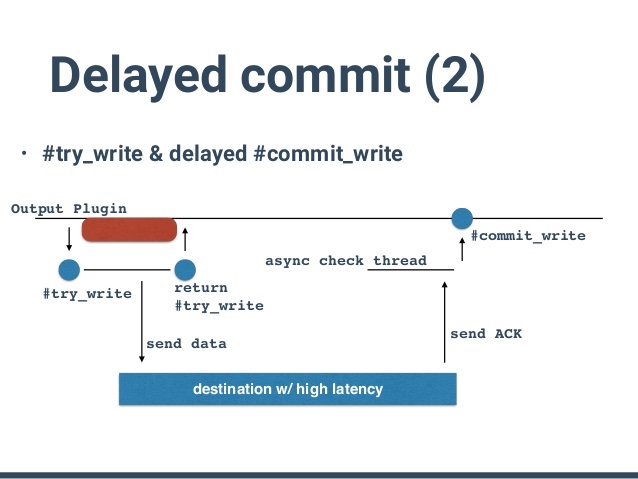 Delayed commit (2)
• #try_write & delayed #commit_write
Output Plugin
#commit_write
async check thread
#try_write
return
#try_write
send ACK
send data
destination w/ high latency